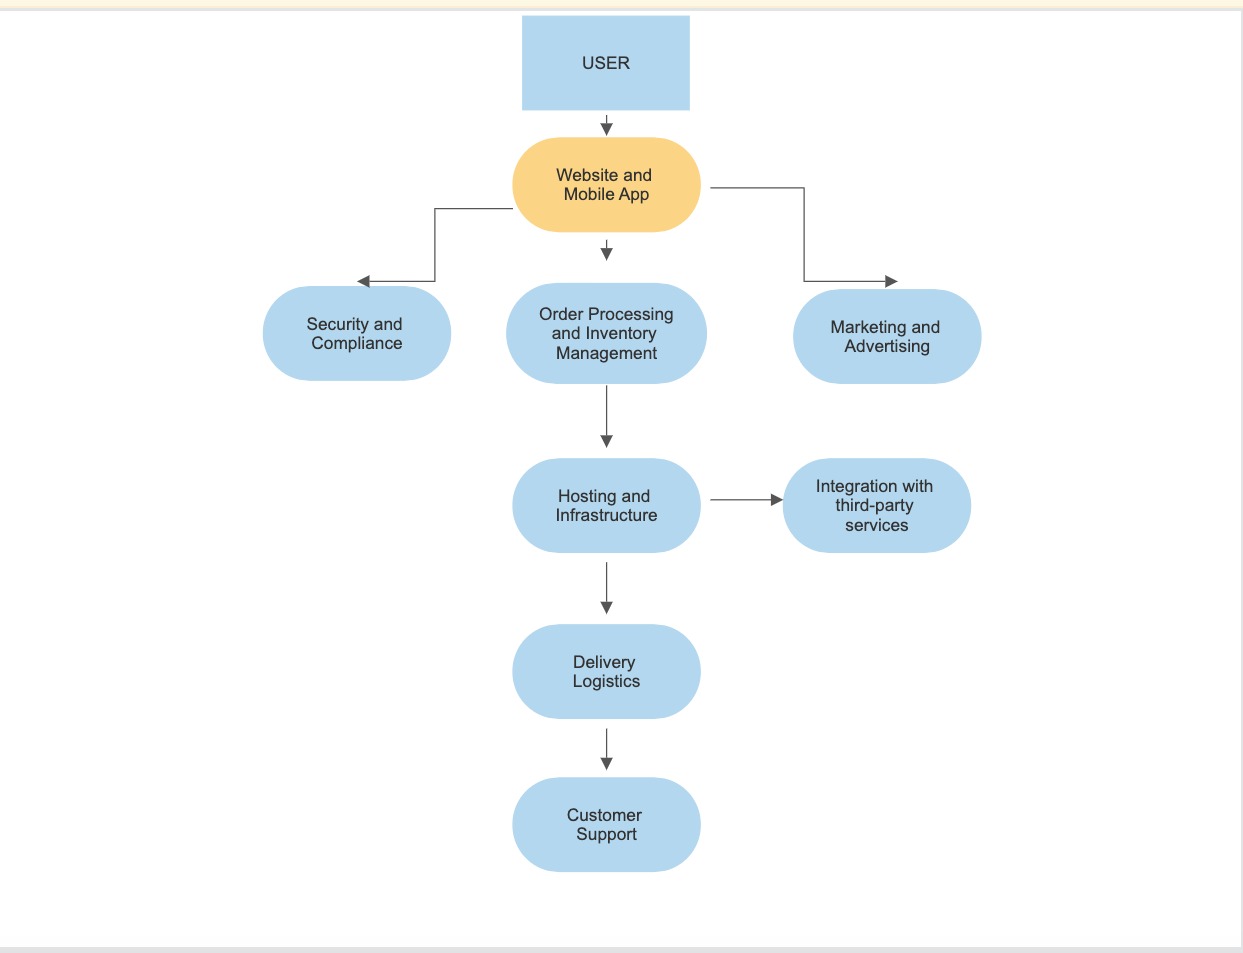 USER
Website and
Mobile App
Security and
Compliance
Order Processing
and Inventory
Management
Marketing and
Advertising
Hosting and
Infrastructure
Integration with
third-party
services
Delivery
Logistics
Customer
Support